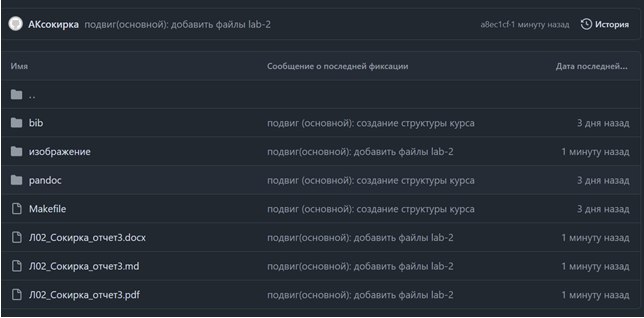 АКсокирка подвиг(основной): добавить файлы lab-2 a8ec1cf·1 минуту назад История
Имя Сообщение о последней фиксации Дата последней...
. .
bib подвиг (основной): создание структуры курса 3 дня назад
изображение подвиг(основной): добавить файлы lab-2 1 минуту назад
pandoc подвиг (основной): создание структуры курса 3 дня назад
Makefile подвиг (основной): создание структуры курса 3 дня назад
Л02_Сокирка_отчет3.docx подвиг(основной): добавить файлы lab-2 1 минуту назад
Л02_Сокирка_отчет3.md подвиг(основной): добавить файлы lab-2 1 минуту назад
Л02_Сокирка_отчет3.pdf подвиг(основной): добавить файлы lab-2 1 минуту назад